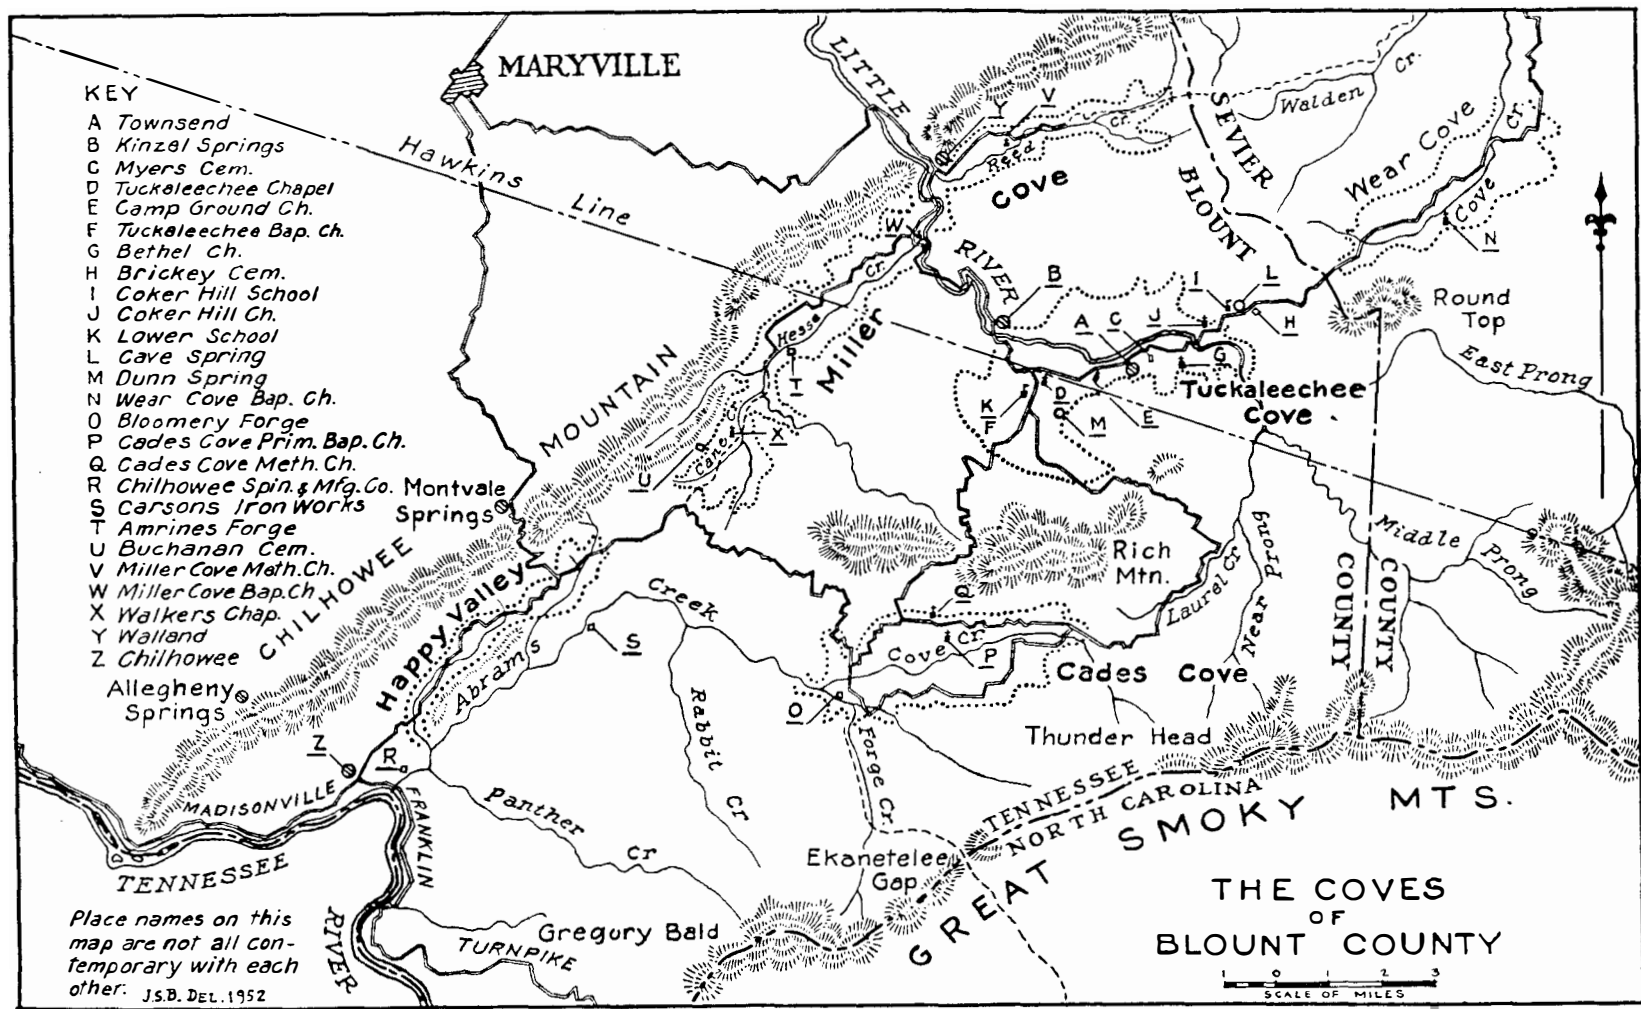 MARYVILLE
KEY
A Townsend
B Kinzel Springs
C Myers Cem.
D Tuckaleechee Chapel
E Camp Ground Ch.
F Tuckaleechee Bap. Ch.
G Bethel Ch.
H Brickey Cem.
I Coker Hill School
J Coker Hill Ch.
K Lower School
L Cave Spring
M Dunn Spring
N Wear Cove Bap. Ch.
O Bloomery Forge
P Cades Cove Prim. Bap. Ch.
Q Cades Cove Meth. Ch.
R Chilhowee Spin. & Mfg. Co.
S Carsons Iron Works
T Amrines Forge
U Buchanan Cem.
V Miller Cove Meth. Ch.
W Miller Cove Bap. Ch
X Walkers Chap.
Y Walland
Z Chilhowee
Hawkins Line
LITTLE
RIVER
Y
V
Reed
Cr.
Cove
Walden
Cr.
SEVIER
BLOUNT
Wear Cove
Cove
Cr.
N
W
Hesse
Cr.
Miller
T
B
A
C
J
I
L
H
G
K
F
D
M
E
Tuckaleechee
Cove
Round
Top
East Prong
Middle
Prong
COUNTY
COUNTY
CHILHOWEE
MOUNTAIN
U
Cane Cr
X
Montvale
Springs
Happy Valley
Abrams
Creek
S
Rabbit
Cr
Rich
Mtn.
Q
Cove
Cr.
P
O
Laurel Cr
Near
Prong
Cades Cove
Allegheny
Springs
Z
R
MADISONVILLE
FRANKLIN
Panther
Cr
Forge Cr.
Thunder Head
TENNESSEE
NORTH CAROLINA
GREAT SMOKY MTS.
Ekanetelee
Gap
TENNESSEE
RIVER
Gregory Bald
TURNPIKE
Place names on this
map are not all con-
temporary with each
other. J.S.B. DEL. 1952
THE COVES
OF
BLOUNT COUNTY
1 0 1 2 3
SCALE OF MILES